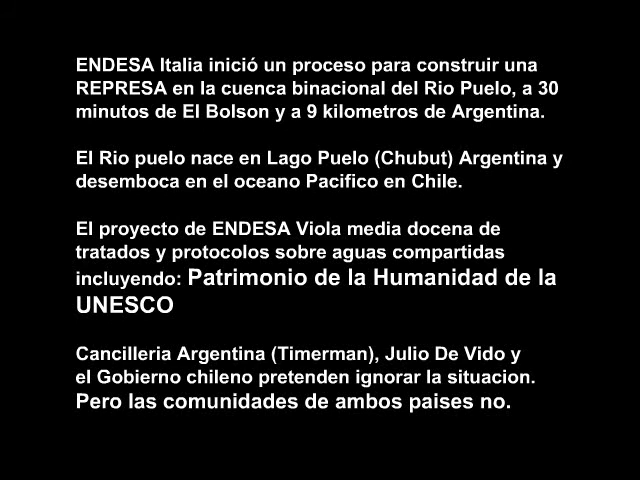 ENDESA Italia inició un proceso para construir una
REPRESA en la cuenca binacional del Rio Puelo, a 30
minutos de El Bolson y a 9 kilometros de Argentina.
El Rio puelo nace en Lago Puelo (Chubut) Argentina y
desemboca en el oceano Pacifico en Chile.
El proyecto de ENDESA Viola media docena de
tratados y protocolos sobre aguas compartidas
incluyendo: Patrimonio de la Humanidad de la
UNESCO
Cancilleria Argentina (Timerman), Julio De Vido y
el Gobierno chileno pretenden ignorar la situacion.
Pero las comunidades de ambos paises no.